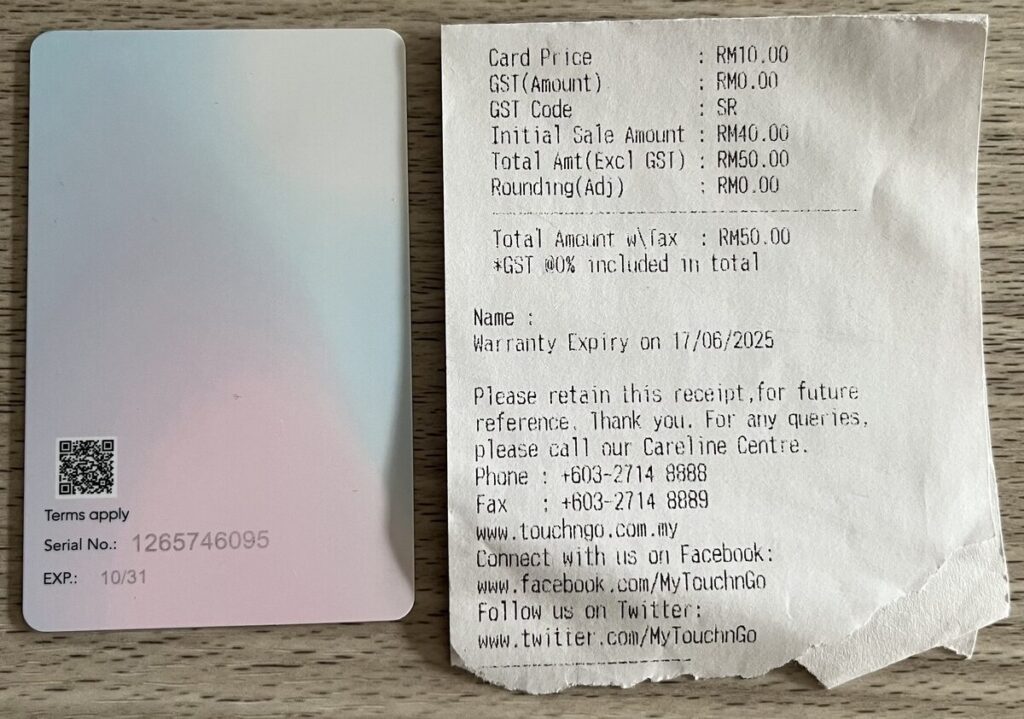 Terms apply
Serial No.: 1265746095
EXP.: 10/31
Card Price : RM10.00
GST(Amount) : RM0.00
GST Code : SR
Initial Sale Amount : RM40.00
Total Amt(Excl GST) : RM50.00
Rounding(Adj) : RM0.00
Total Amount w\Tax : RM50.00
*GST @0% included in total
Name :
Warranty Expiry on 17/06/2025
Please retain this receipt,for future
reference. Thank you. For any queries,
please call our Careline Centre.
Phone : +603-2714 8888
Fax : +603-2714 8889
www.touchngo.com.my
Connect with us on Facebook:
www.facebook.com/MyTouchnGo
Follow us on Twitter:
www.twitter.com/MyTouchnGo